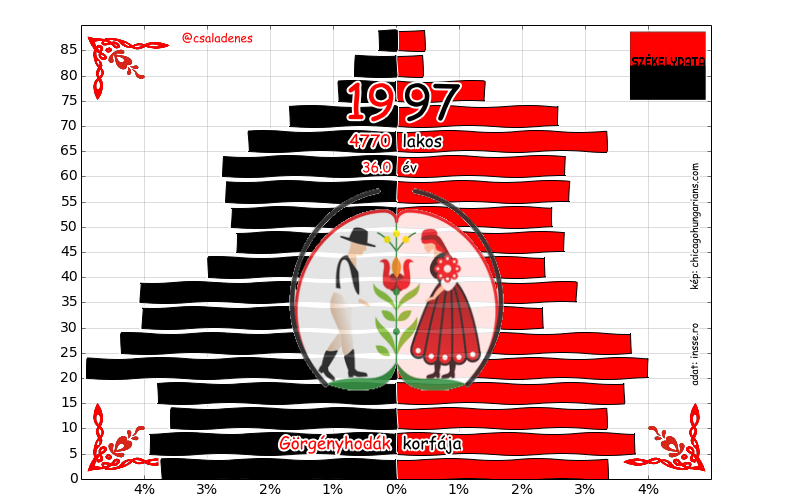 @csaladenes
SZÉKELYDATA
1997
4770 lakos
36.0 év
kép: chicagohungarians.com
adat: insse.ro
Görgényhodák korfája
85
80
75
70
65
60
55
50
45
40
35
30
25
20
15
10
5
0
4% 3% 2% 1% 0% 1% 2% 3% 4%